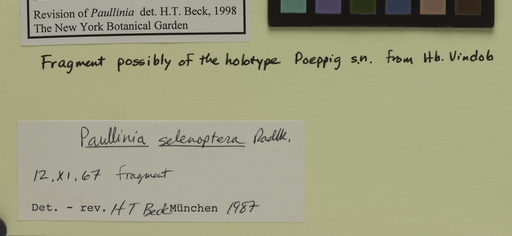 Revision of Paullinia det. H.T. Beck, 1998
The New York Botanical Garden
Fragment possibly of the holotype Poeppig s.n. from Hb. Vindob
Paullinia selenoptera Radlk.
12.XI.67 fragment
Det. - rev. H T Beck München 1987